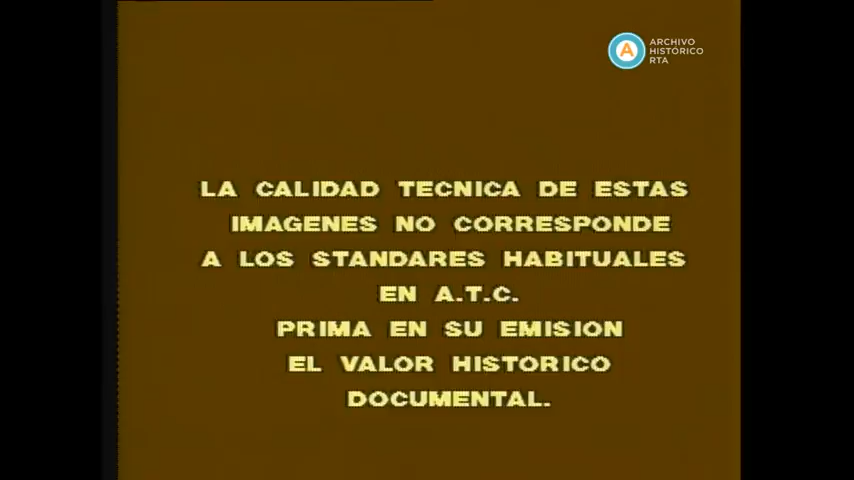 ARCHIVO
HISTÓRICO
RTA
LA CALIDAD TECNICA DE ESTAS
IMAGENES NO CORRESPONDE
A LOS STANDARES HABITUALES
EN A.T.C.
PRIMA EN SU EMISION
EL VALOR HISTORICO
DOCUMENTAL.